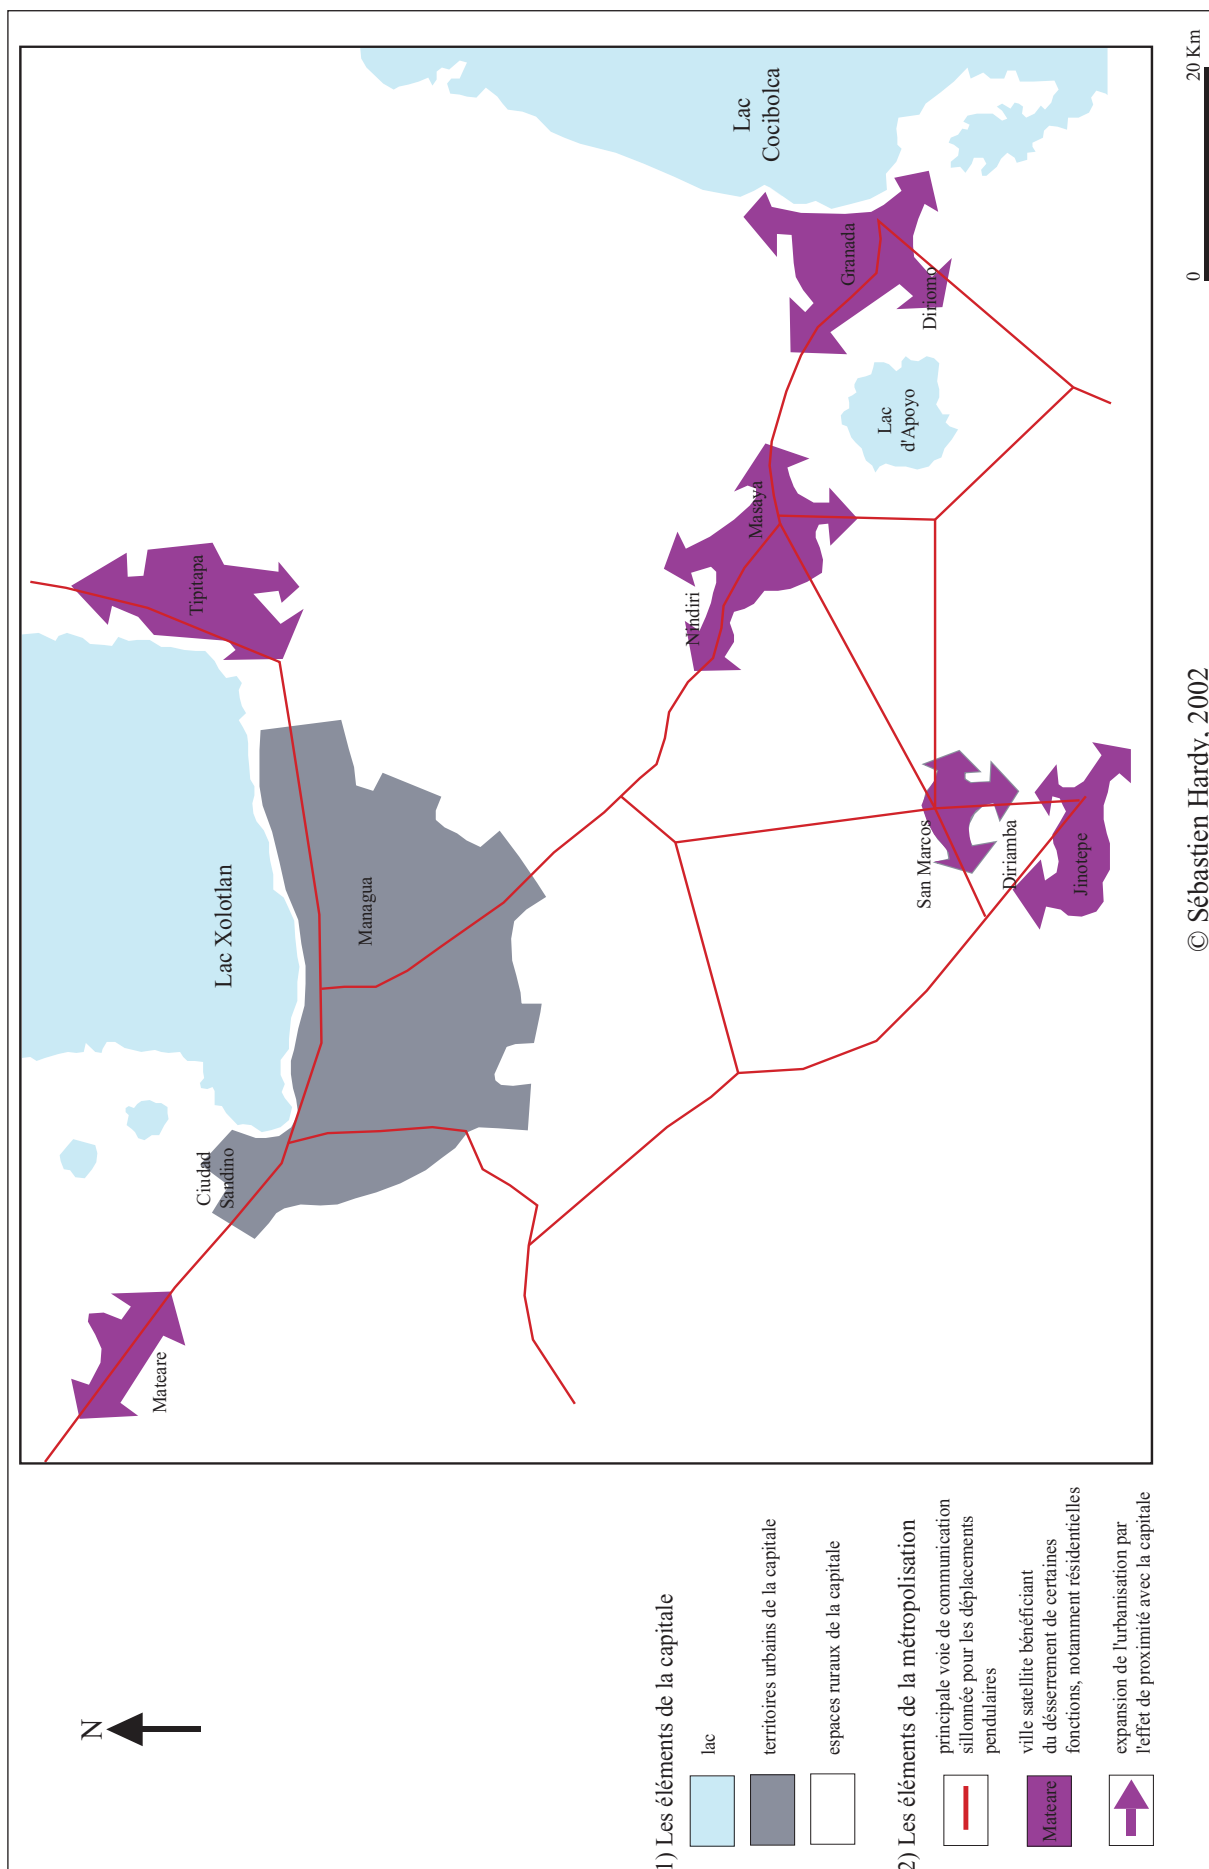 N
Lac
Cocibolca
Lac Xolotlan
Ciudad
Sandino
Mateare
Tipitapa
Managua
Nindiri
Masaya
Granada
Diriomo
Lac
d'Apoyo
San Marcos
Diriamba
Jinotepe
1) Les éléments de la capitale
lac
territoires urbains de la capitale
espaces ruraux de la capitale
2) Les éléments de la métropolisation
principale voie de communication
sillonnée pour les déplacements
pendulaires
Mateare
ville satellite bénéficiant
du désserrement de certaines
fonctions, notamment résidentielles
expansion de l'urbanisation par
l'effet de proximité avec la capitale
© Sébastien Hardy, 2002
0
20 Km